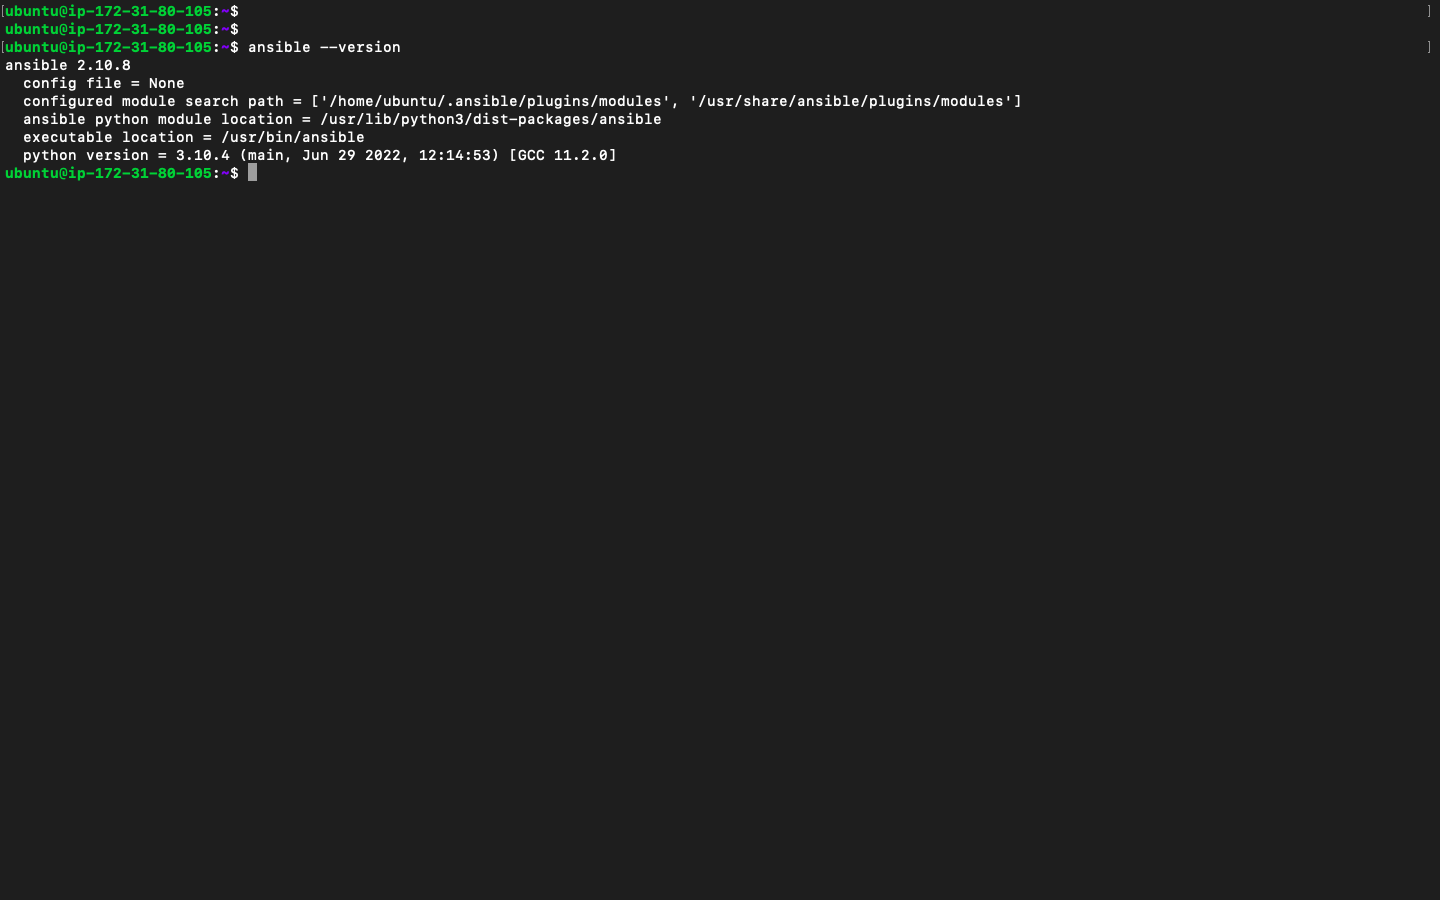 [ubuntu@ip-172-31-80-105:~$ ]
ubuntu@ip-172-31-80-105:~$
[ubuntu@ip-172-31-80-105:~$ ansible --version ]
ansible 2.10.8
  config file = None
  configured module search path = ['/home/ubuntu/.ansible/plugins/modules', '/usr/share/ansible/plugins/modules']
  ansible python module location = /usr/lib/python3/dist-packages/ansible
  executable location = /usr/bin/ansible
  python version = 3.10.4 (main, Jun 29 2022, 12:14:53) [GCC 11.2.0]
ubuntu@ip-172-31-80-105:~$